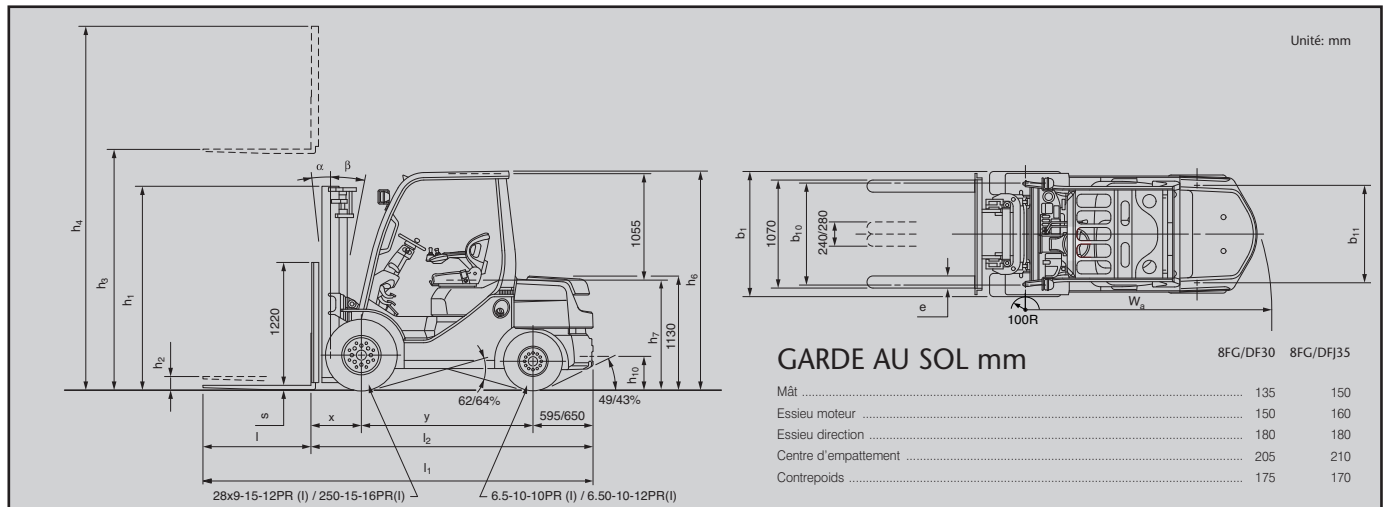 Unité: mm
h4
h3
h1
h2
α
β
1220
s
l
x
y
l2
l1
62/64%
595/650
49/43%
1055
1130
h6
h7
h10
28x9-15-12PR (I) / 250-15-16PR(I)
6.5-10-10PR (I) / 6.50-10-12PR(I)
b1
1070
b10
240/280
e
100R
Wa
b11
GARDE AU SOL mm
8FG/DF30 8FG/DFJ35
Mât 135 150
Essieu moteur 150 160
Essieu direction 180 180
Centre d'empattement 205 210
Contrepoids 175 170